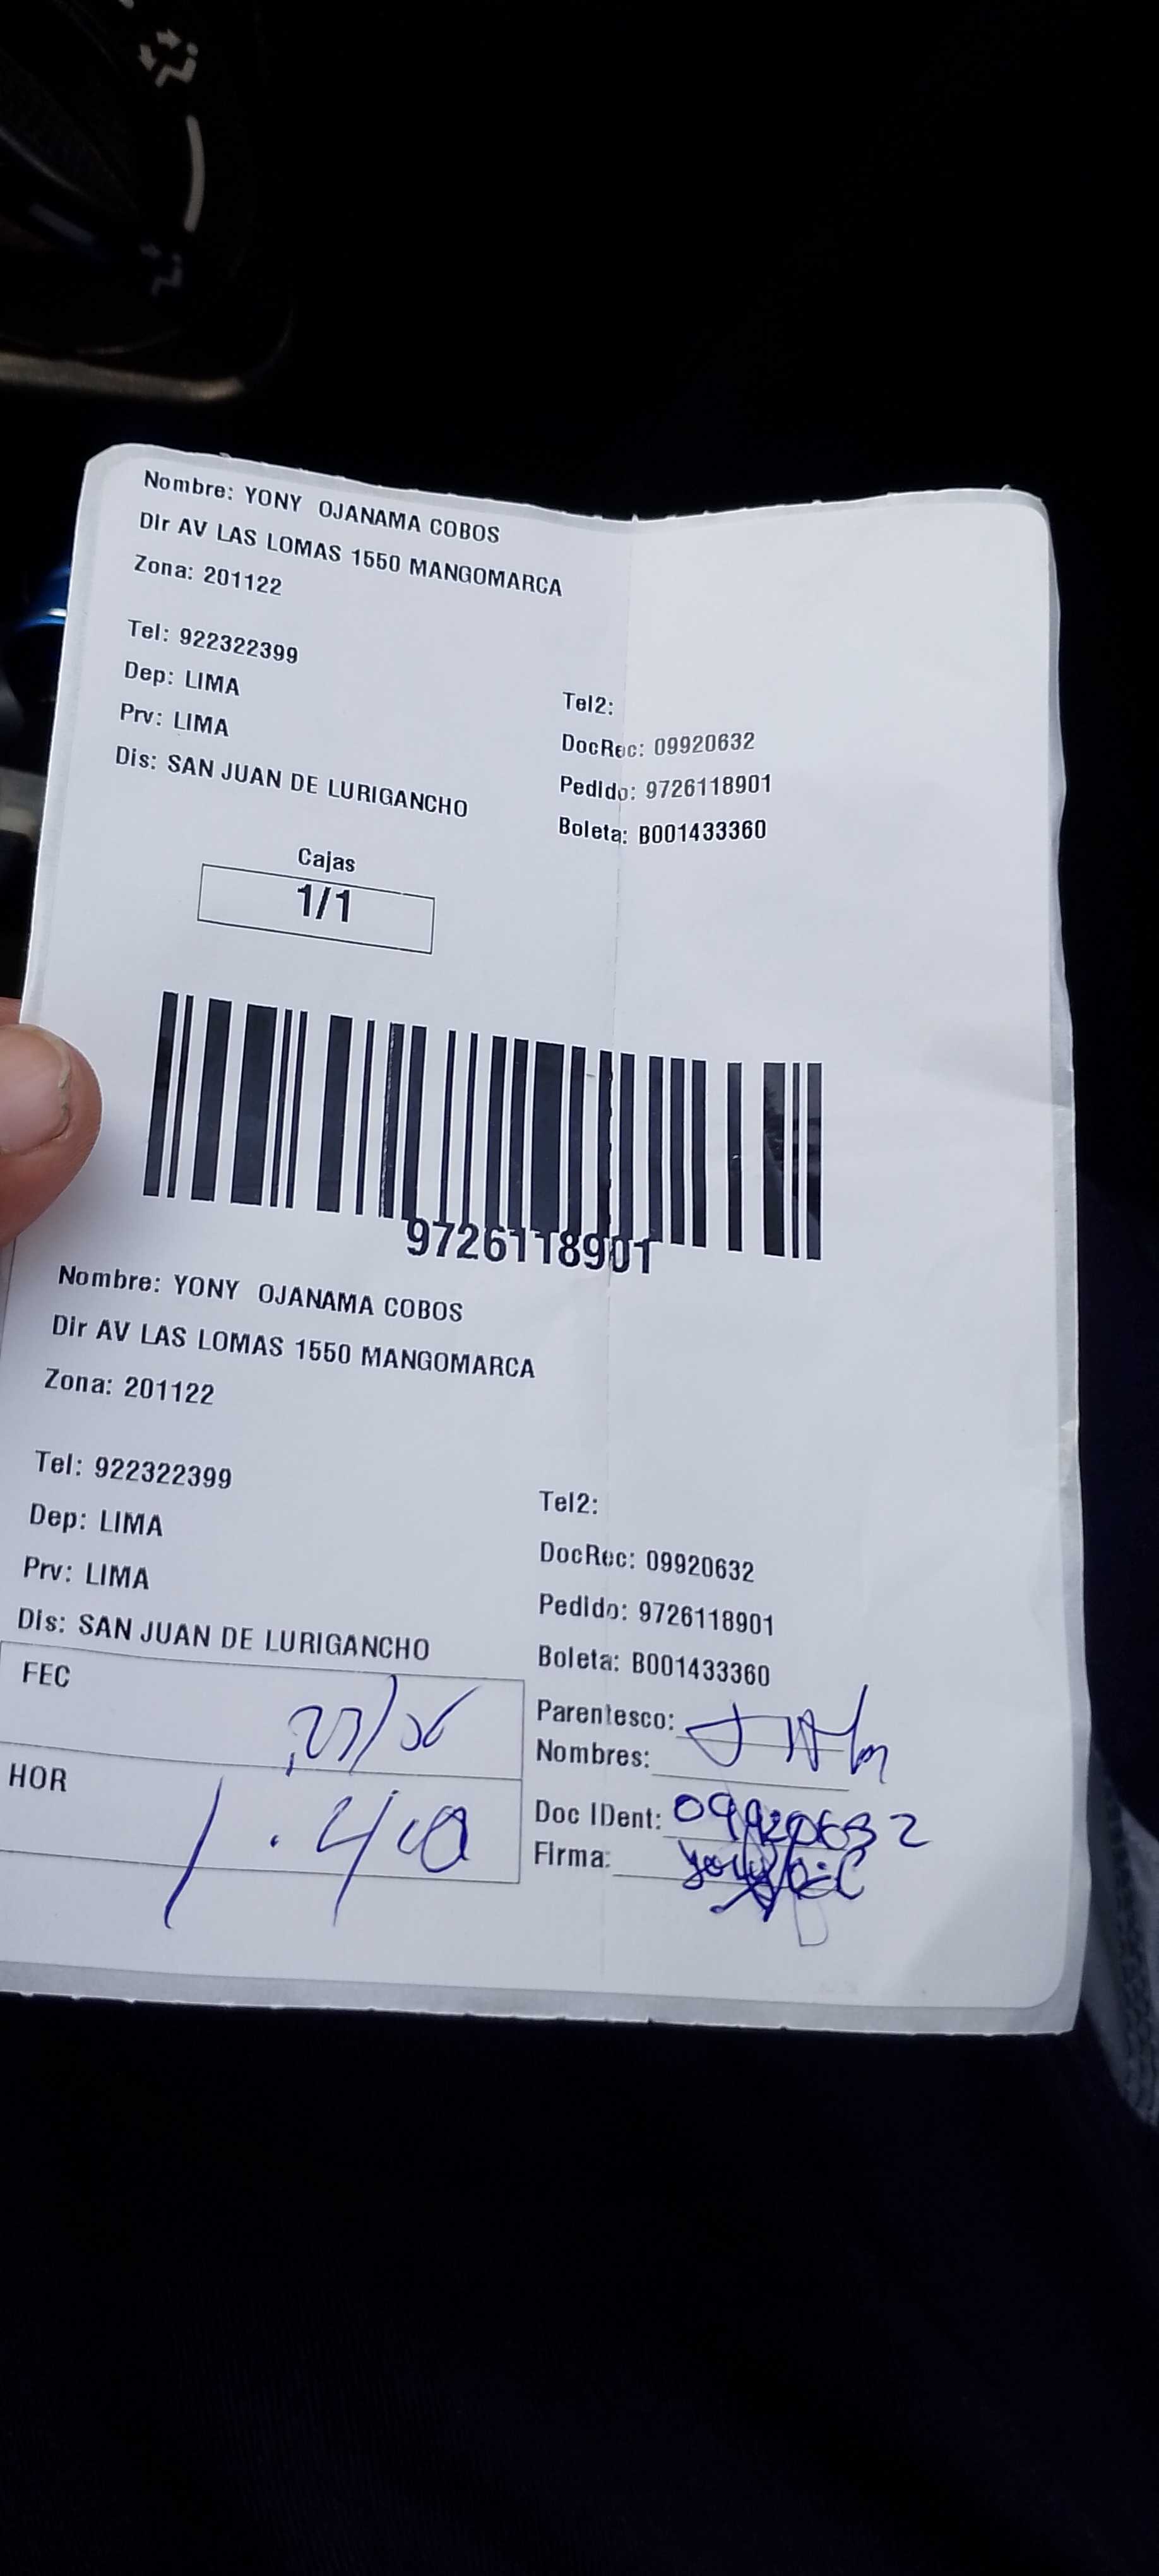 Nombre: YONY OJANAMA COBOS
Dir AV LAS LOMAS 1550 MANGOMARCA
Zona: 201122
Tel: 922322399
Dep: LIMA
Prv: LIMA
Dis: SAN JUAN DE LURIGANCHO
Tel2:
DocRec: 09920632
Pedido: 9726118901
Boleta: B001433360
Cajas
1/1
9726118901
Nombre: YONY OJANAMA COBOS
Dir AV LAS LOMAS 1550 MANGOMARCA
Zona: 201122
Tel: 922322399
Dep: LIMA
Prv: LIMA
Dis: SAN JUAN DE LURIGANCHO
Tel2:
DocRec: 09920632
Pedido: 9726118901
Boleta: B001433360
FEC
HOR
Parentesco:
Nombres:
Doc IDent: 09920632
Firma: